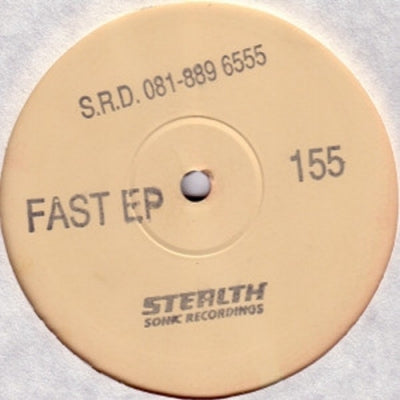 S.R.D. 081-889 6555
FAST EP
155
STEALTH
SONIC RECORDINGS